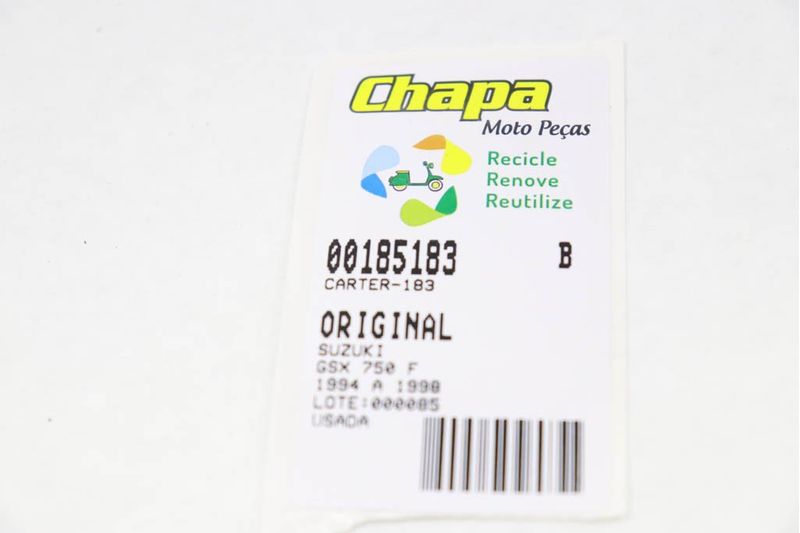 Chapa
Moto Peças
Recicle
Renove
Reutilize
00185183 B
CARTER-183
ORIGINAL
SUZUKI
GSX 750 F
1994 A 1998
LOTE:000085
USADA